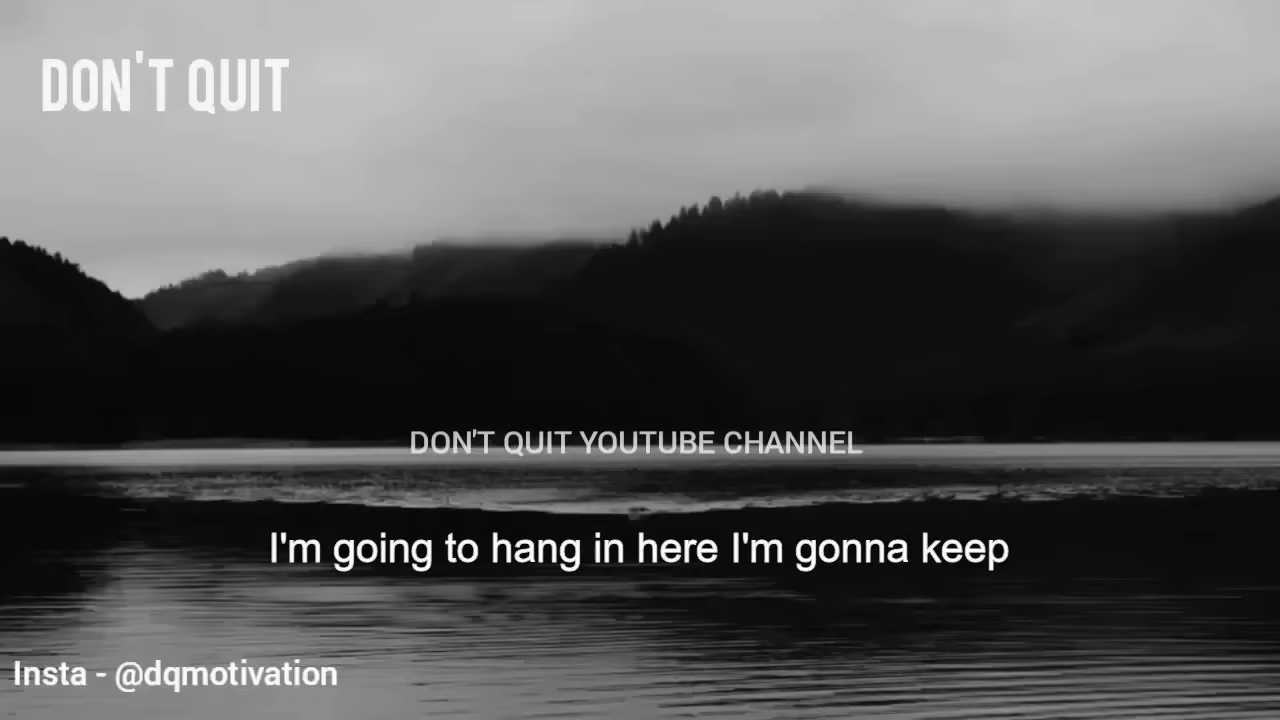 DON'T QUIT
DON'T QUIT YOUTUBE CHANNEL
I'm going to hang in here I'm gonna keep
Insta - @dqmotivation